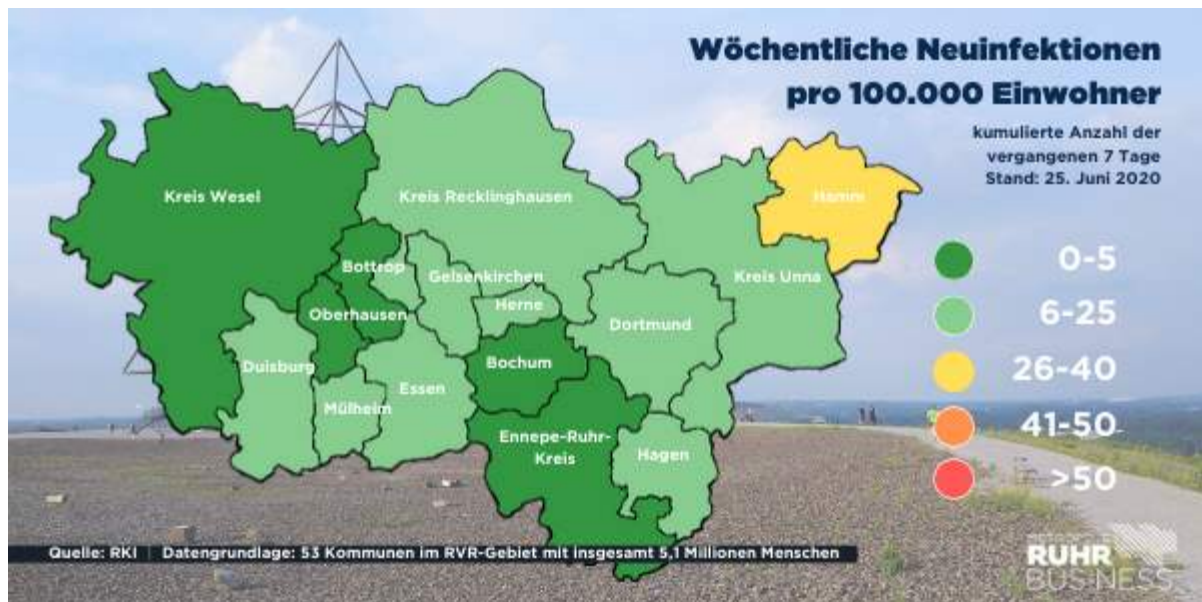 Wöchentliche Neuinfektionen
pro 100.000 Einwohner
kumulierte Anzahl der
vergangenen 7 Tage
Stand: 25. Juni 2020
Kreis Wesel
Kreis Recklinghausen
Hamm
Bottrop
Gelsenkirchen
Kreis Unna
Herne
Oberhausen
Dortmund
Duisburg
Bochum
Essen
Mülheim
Ennepe-Ruhr-
Kreis
Hagen
0-5
6-25
26-40
41-50
>50
Quelle: RKI | Datengrundlage: 53 Kommunen im RVR-Gebiet mit insgesamt 5,1 Millionen Menschen
RUHR
BUSINESS